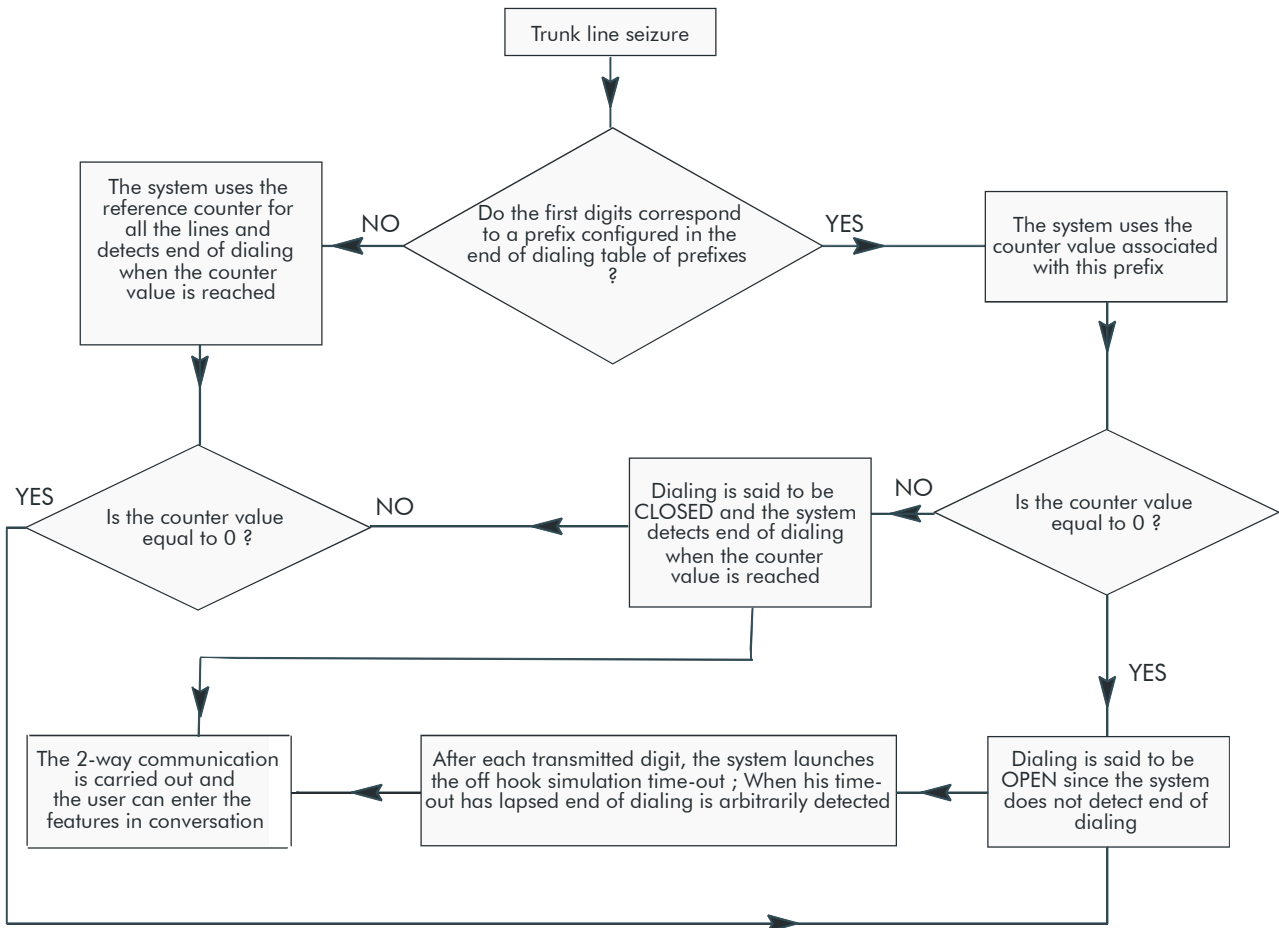 Trunk line seizure
The system uses the
reference counter for
all the lines and
detects end of dialing
when the counter
value is reached
NO
Do the first digits correspond
to a prefix configured in the
end of dialing table of prefixes
?
YES
The system uses the
counter value associated
with this prefix
YES
Is the counter value
equal to 0 ?
NO
Dialing is said to be
CLOSED and the system
detects end of dialing
when the counter
value is reached
NO
Is the counter value
equal to 0 ?
YES
The 2-way communication
is carried out and
the user can enter the
features in conversation
After each transmitted digit, the system launches
the off hook simulation time-out ; When his time-
out has lapsed end of dialing is arbitrarily detected
Dialing is said to be
OPEN since the system
does not detect end of
dialing